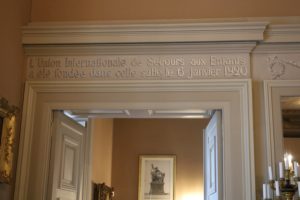 L'Union Internationale de Secours aux Enfants
a été fondée dans cette salle le 6 janvier 1920